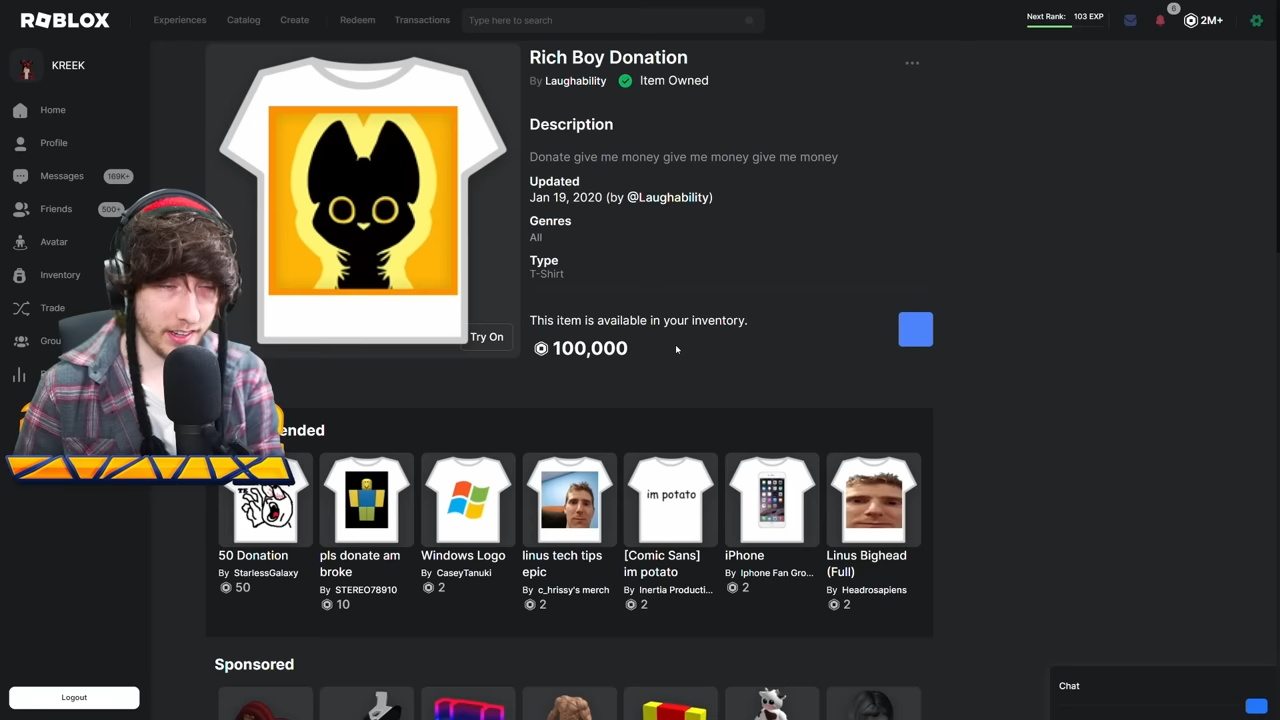 ROBLOX
Experiences
Catalog
Create
Redeem
Transactions
Type here to search
Next Rank: 103 EXP
6
2M+
KREEK
Home
Profile
Messages 169K+
Friends 500+
Avatar
Inventory
Trade
Grou
Logout
Try On
Rich Boy Donation
By Laughability Item Owned
Description
Donate give me money give me money give me money
Updated
Jan 19, 2020 (by @Laughability)
Genres
All
Type
T-Shirt
This item is available in your inventory.
100,000
ended
im potato
50 Donation
By StarlessGalaxy
50
pls donate am
broke
By STEREO78910
10
Windows Logo
By CaseyTanuki
2
linus tech tips
epic
By c_hrissy's merch
2
[Comic Sans]
im potato
By Inertia Producti...
2
iPhone
By Iphone Fan Gro...
2
Linus Bighead
(Full)
By Headrosapiens
2
Sponsored
Chat